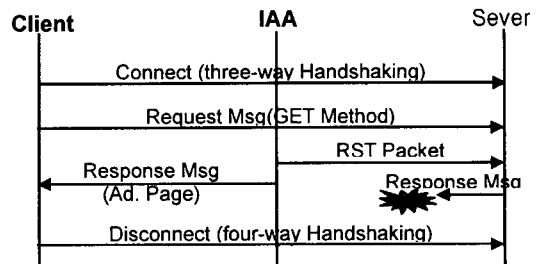 Client IAA Sever
Connect (three-way Handshaking)
Request Msg(GET Method)
RST Packet
Response Msg
(Ad. Page)
Response Msg
Disconnect (four-way Handshaking)